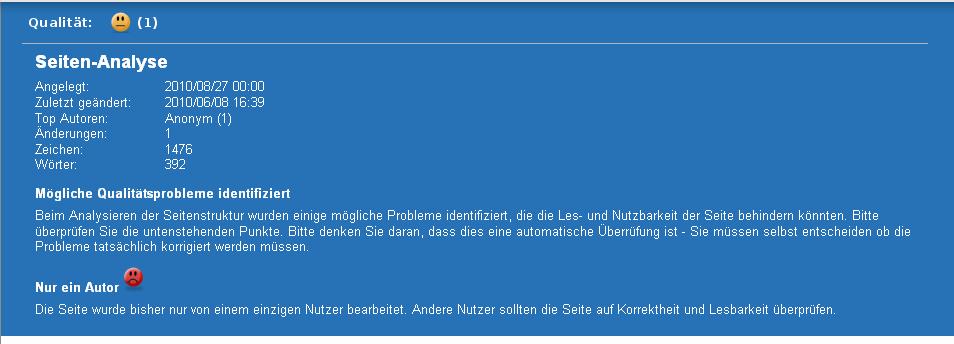 Qualität: (1)
Seiten-Analyse
Angelegt: 2010/08/27 00:00
Zuletzt geändert: 2010/06/08 16:39
Top Autoren: Anonym (1)
Änderungen: 1
Zeichen: 1476
Wörter: 392
Mögliche Qualitätsprobleme identifiziert
Beim Analysieren der Seitenstruktur wurden einige mögliche Probleme identifiziert, die die Les- und Nutzbarkeit der Seite behindern könnten. Bitte
überprüfen Sie die untenstehenden Punkte. Bitte denken Sie daran, dass dies eine automatische Überrüfung ist - Sie müssen selbst entscheiden ob die
Probleme tatsächlich korrigiert werden müssen.
Nur ein Autor
Die Seite wurde bisher nur von einem einzigen Nutzer bearbeitet. Andere Nutzer sollten die Seite auf Korrektheit und Lesbarkeit überprüfen.